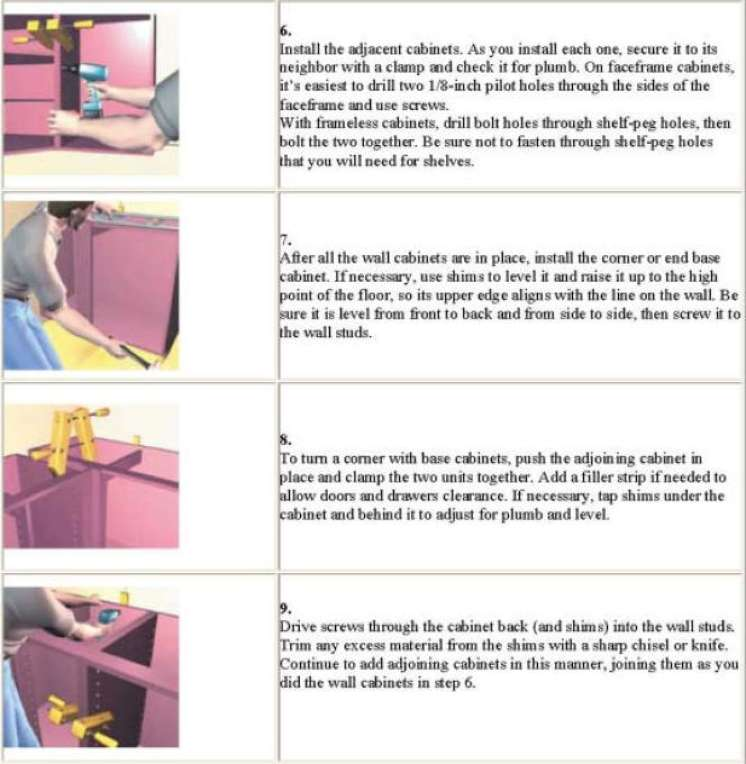 6.
Install the adjacent cabinets. As you install each one, secure it to its
neighbor with a clamp and check it for plumb. On faceframe cabinets,
it's easiest to drill two 1/8-inch pilot holes through the sides of the
faceframe and use screws.
With frameless cabinets, drill bolt holes through shelf-peg holes, then
bolt the two together. Be sure not to fasten through shelf-peg holes
that you will need for shelves.
7.
After all the wall cabinets are in place, install the corner or end base
cabinet. If necessary, use shims to level it and raise it up to the high
point of the floor, so its upper edge aligns with the line on the wall. Be
sure it is level from front to back and from side to side, then screw it to
the wall studs.
8.
To turn a corner with base cabinets, push the adjoining cabinet in
place and clamp the two units together. Add a filler strip if needed to
allow doors and drawers clearance. If necessary, tap shims under the
cabinet and behind it to adjust for plumb and level.
9.
Drive screws through the cabinet back (and shims) into the wall studs.
Trim any excess material from the shims with a sharp chisel or knife.
Continue to add adjoining cabinets in this manner, joining them as you
did the wall cabinets in step 6.